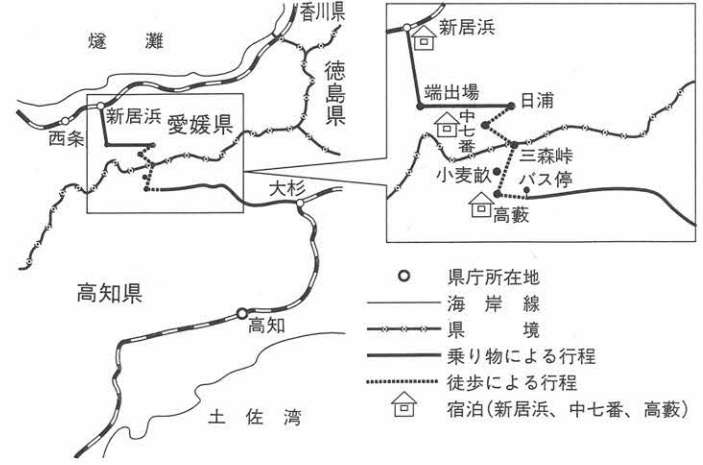 香川県
燧灘
徳島県
新居浜
愛媛県
西条
大杉
高知県
高知
土佐湾
新居浜
端出場
日浦
中七番
三森峠
小麦畝
バス停
高藪
県庁所在地
海岸線
県境
乗り物による行程
徒歩による行程
宿泊(新居浜、中七番、高藪)